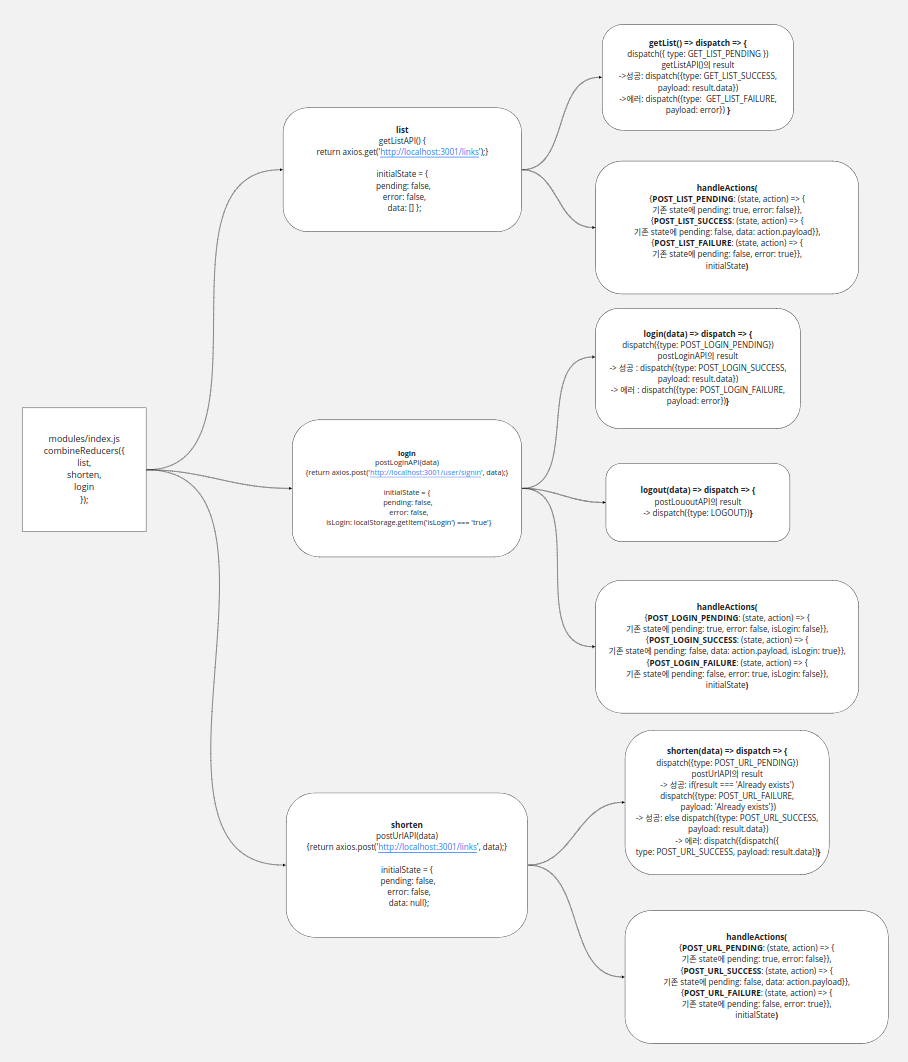 modules/index.js
combineReducers({
list,
shorten,
login
});
list
getListAPI() {
return axios.get('http://localhost:3001/links');}
initialState = {
pending: false,
error: false,
data: [] };
getList() => dispatch => {
dispatch({ type: GET_LIST_PENDING })
getListAPI()의 result
->성공: dispatch({type: GET_LIST_SUCCESS,
payload: result.data})
->에러: dispatch({type: GET_LIST_FAILURE,
payload: error}) }
handleActions(
{POST_LIST_PENDING: (state, action) => {
기존 state에 pending: true, error: false}},
{POST_LIST_SUCCESS: (state, action) => {
기존 state에 pending: false, data: action.payload}},
{POST_LIST_FAILURE: (state, action) => {
기존 state에 pending: false, error: true}},
initialState)
login
postLoginAPI(data)
{return axios.post('http://localhost:3001/user/signin', data);}
initialState = {
pending: false,
error: false,
isLogin: localStorage.getItem('isLogin') === 'true'}
login(data) => dispatch => {
dispatch({type: POST_LOGIN_PENDING})
postLoginAPI의 result
-> 성공 : dispatch({type: POST_LOGIN_SUCCESS,
payload: result.data})
-> 에러 : dispatch({type: POST_LOGIN_FAILURE,
payload: error})}
logout(data) => dispatch => {
postLououtAPI의 result
-> dispatch({type: LOGOUT})}
handleActions(
{POST_LOGIN_PENDING: (state, action) => {
기존 state에 pending: true, error: false, isLogin: false}},
{POST_LOGIN_SUCCESS: (state, action) => {
기존 state에 pending: false, data: action.payload, isLogin: true}},
{POST_LOGIN_FAILURE: (state, action) => {
기존 state에 pending: false, error: true, isLogin: false}},
initialState)
shorten
postUrlAPI(data)
{return axios.post('http://localhost:3001/links', data);}
initialState = {
pending: false,
error: false,
data: null};
shorten(data) => dispatch => {
dispatch({type: POST_URL_PENDING})
postUrlAPI의 result
-> 성공: if(result === 'Already exists')
dispatch({type: POST_URL_FAILURE,
payload: 'Already exists'})
-> 성공: else dispatch({type: POST_URL_SUCCESS,
payload: result.data})
-> 에러: dispatch({dispatch({
type: POST_URL_SUCCESS, payload: result.data})}
handleActions(
{POST_URL_PENDING: (state, action) => {
기존 state에 pending: true, error: false}},
{POST_URL_SUCCESS: (state, action) => {
기존 state에 pending: false, data: action.payload}},
{POST_URL_FAILURE: (state, action) => {
기존 state에 pending: false, error: true}},
initialState)